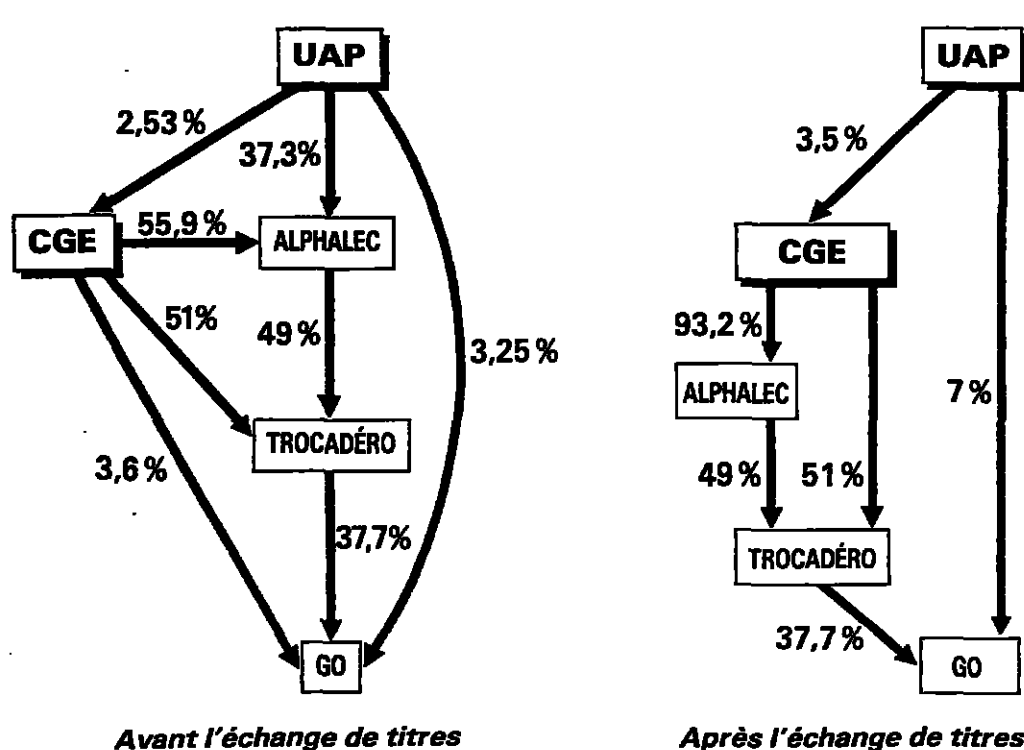 UAP
2,53 %
37,3%
CGE
55,9 %
ALPHALEC
51%
49 %
3,25 %
TROCADÉRO
3,6 %
37,7%
GO
Avant l'échange de titres
UAP
3,5 %
CGE
93,2 %
ALPHALEC
7 %
49 %
51 %
TROCADÉRO
37,7 %
GO
Après l'échange de titres